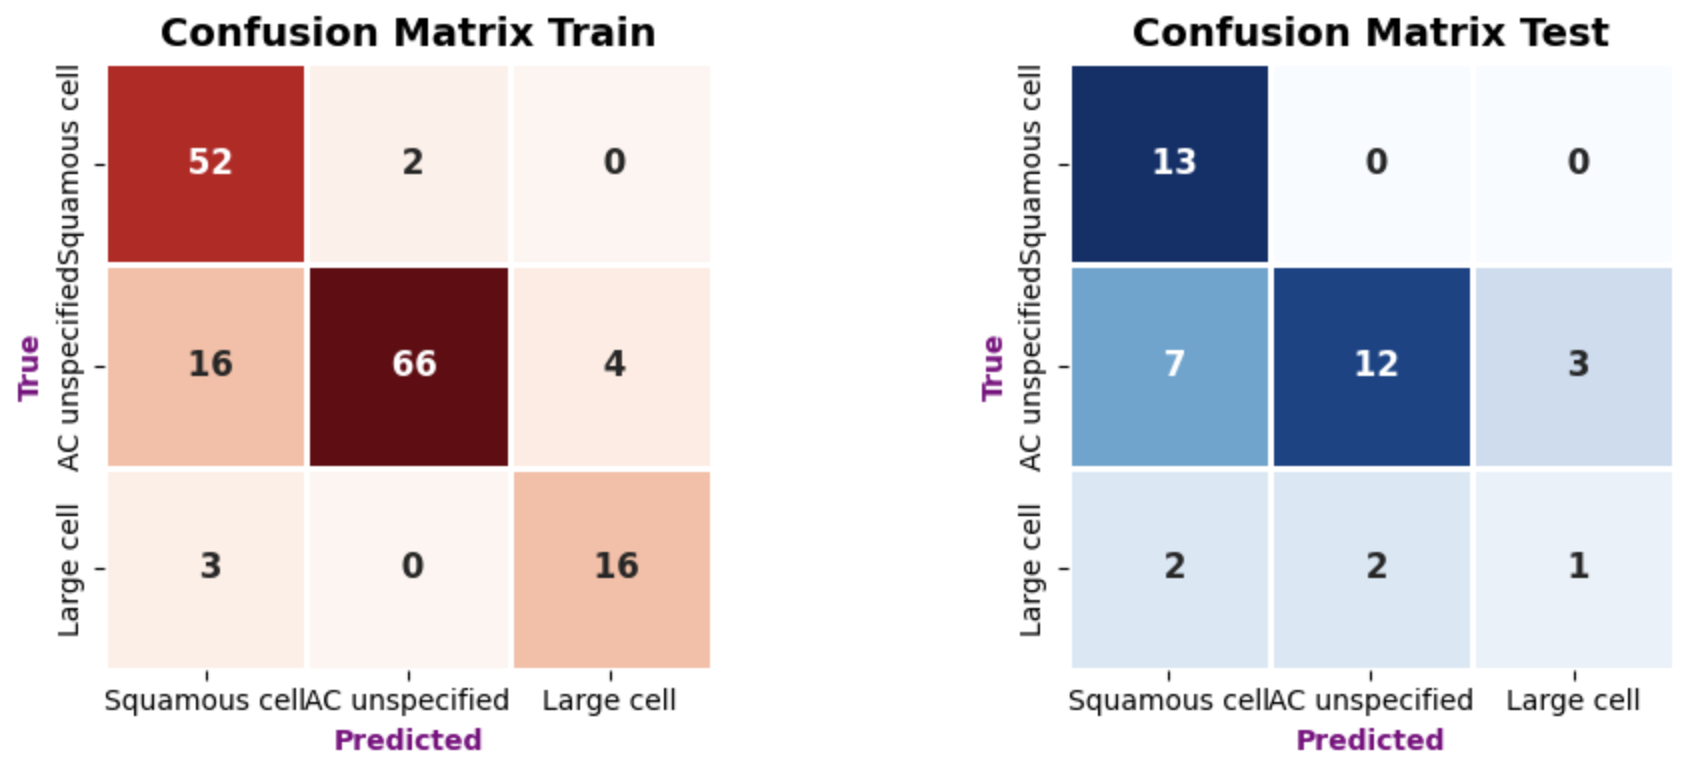 Confusion Matrix Train
True
Squamous cell
AC unspecified
Large cell
52 2 0
16 66 4
3 0 16
Squamous cell AC unspecified Large cell
Predicted
Confusion Matrix Test
True
Squamous cell
AC unspecified
Large cell
13 0 0
7 12 3
2 2 1
Squamous cell AC unspecified Large cell
Predicted